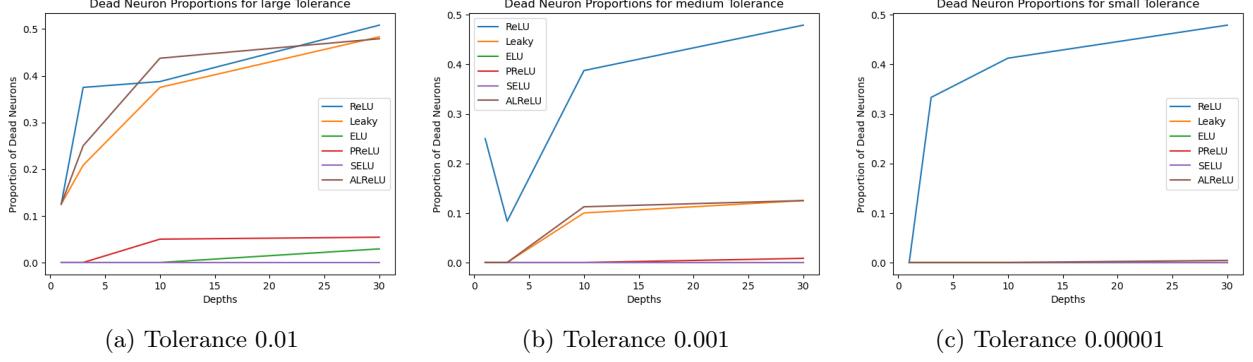 Dead Neuron Proportions for large Tolerance
Proportion of Dead Neurons
0.5
0.4
0.3
0.2
0.1
0.0
ReLU
Leaky
ELU
PReLU
SELU
ALReLU
0 5 10 15 20 25 30
Depths
(a) Tolerance 0.01
Dead Neuron Proportions for medium Tolerance
Proportion of Dead Neurons
0.5
0.4
0.3
0.2
0.1
0.0
ReLU
Leaky
ELU
PReLU
SELU
ALReLU
0 5 10 15 20 25 30
Depths
(b) Tolerance 0.001
Dead Neuron Proportions for small Tolerance
Proportion of Dead Neurons
0.5
0.4
0.3
0.2
0.1
0.0
ReLU
Leaky
ELU
PReLU
SELU
ALReLU
0 5 10 15 20 25 30
Depths
(c) Tolerance 0.00001